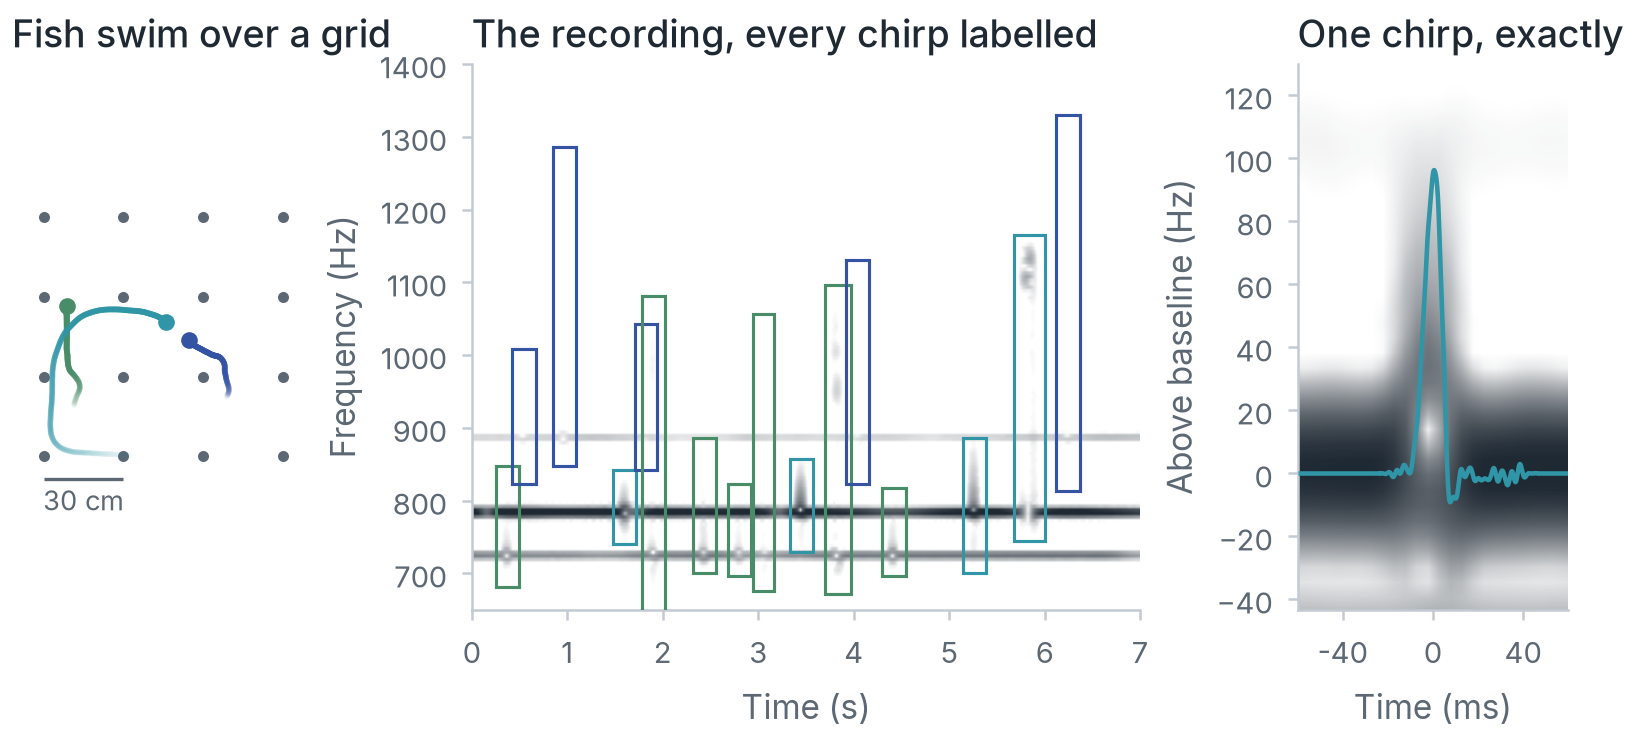 Fish swim over a grid
30 cm
The recording, every chirp labelled
Frequency (Hz)
1400
1300
1200
1100
1000
900
800
700
0 1 2 3 4 5 6 7
Time (s)
One chirp, exactly
Above baseline (Hz)
120
100
80
60
40
20
0
−20
−40
-40 0 40
Time (ms)